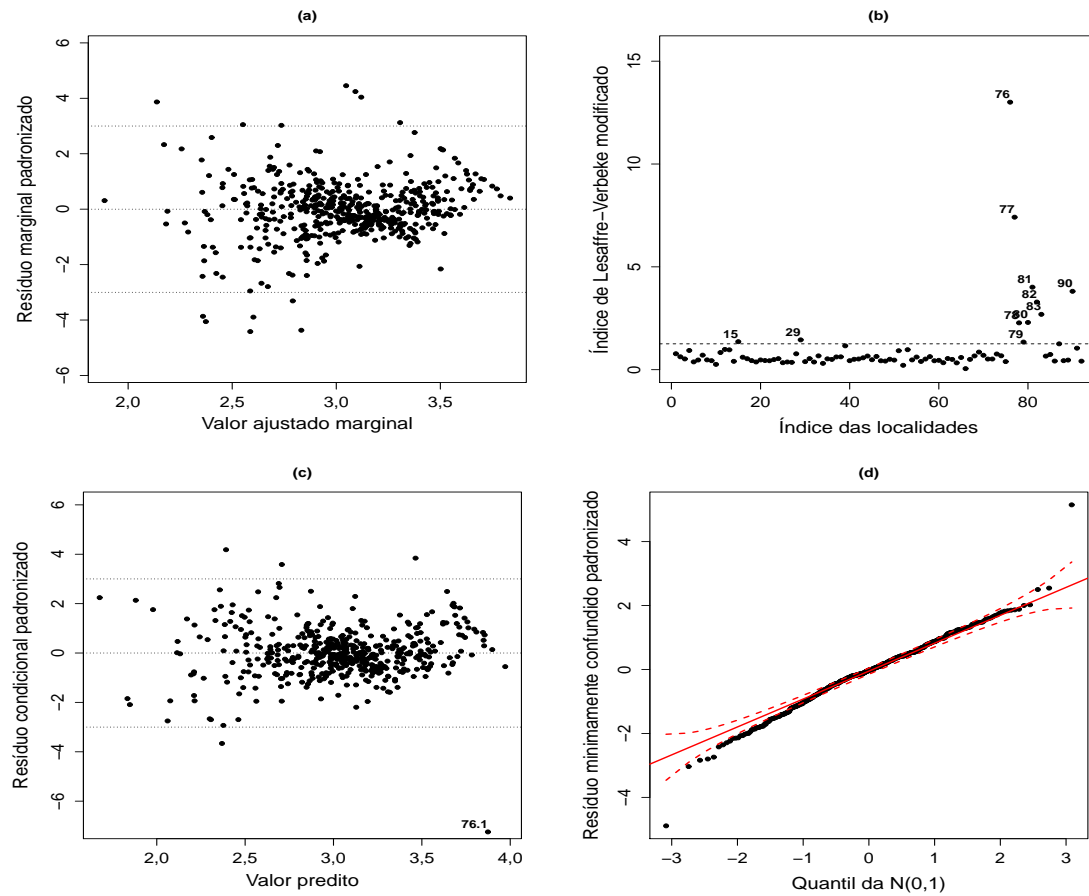 (a)
Resíduo marginal padronizado
6
4
2
0
−2
−4
−6
2,0 2,5 3,0 3,5
Valor ajustado marginal
(b)
Índice de Lesaffre−Verbeke modificado
15
10
5
0
76
77
81
82
83
90
78
80
79
15
29
0 20 40 60 80
Índice das localidades
(c)
Resíduo condicional padronizado
6
4
2
0
−2
−4
−6
76.1
2,0 2,5 3,0 3,5 4,0
Valor predito
(d)
Resíduo minimamente confundido padronizado
4
2
0
−2
−4
−3 −2 −1 0 1 2 3
Quantil da N(0,1)